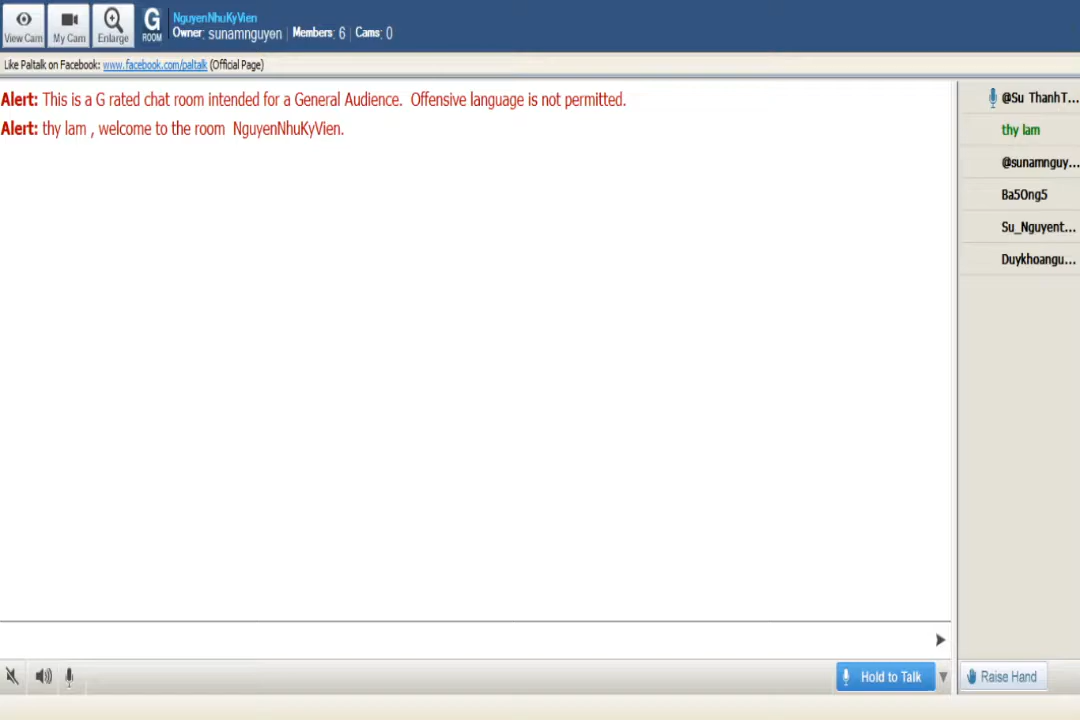 NguyenNhuKyVien
View Cam My Cam Enlarge G ROOM Owner: sunamnguyen Members: 6 Cams: 0
Like Paltalk on Facebook: www.facebook.com/paltalk (Official Page)
Alert: This is a G rated chat room intended for a General Audience. Offensive language is not permitted.
Alert: thy lam , welcome to the room NguyenNhuKyVien.
@Su ThanhT...
thy lam
@sunamnguy...
Ba5Ong5
Su_Nguyent...
Duykhoangu...
Hold to Talk Raise Hand